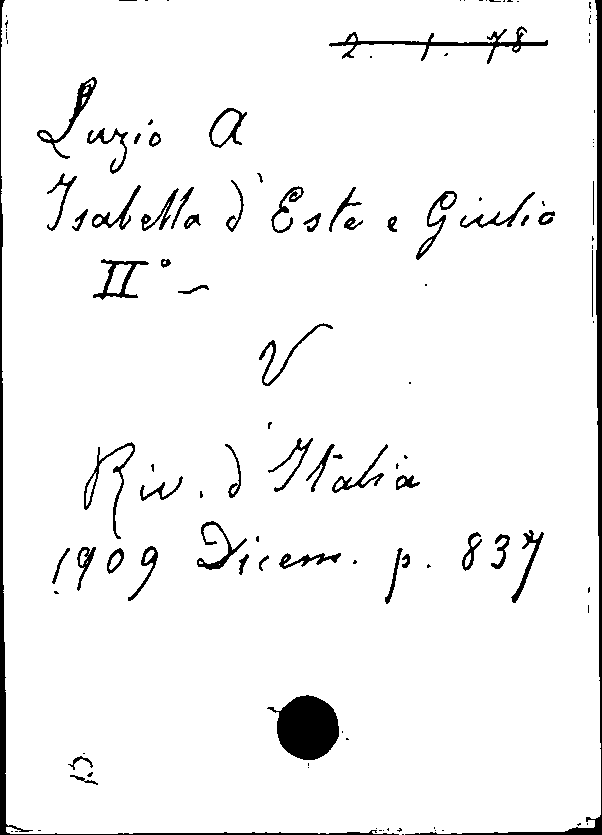 2. 1. 78
Luzio A
Isabella d'Este e Giulio
II° ~
V
Riv. d'Italia
1909 Dicem. p. 837